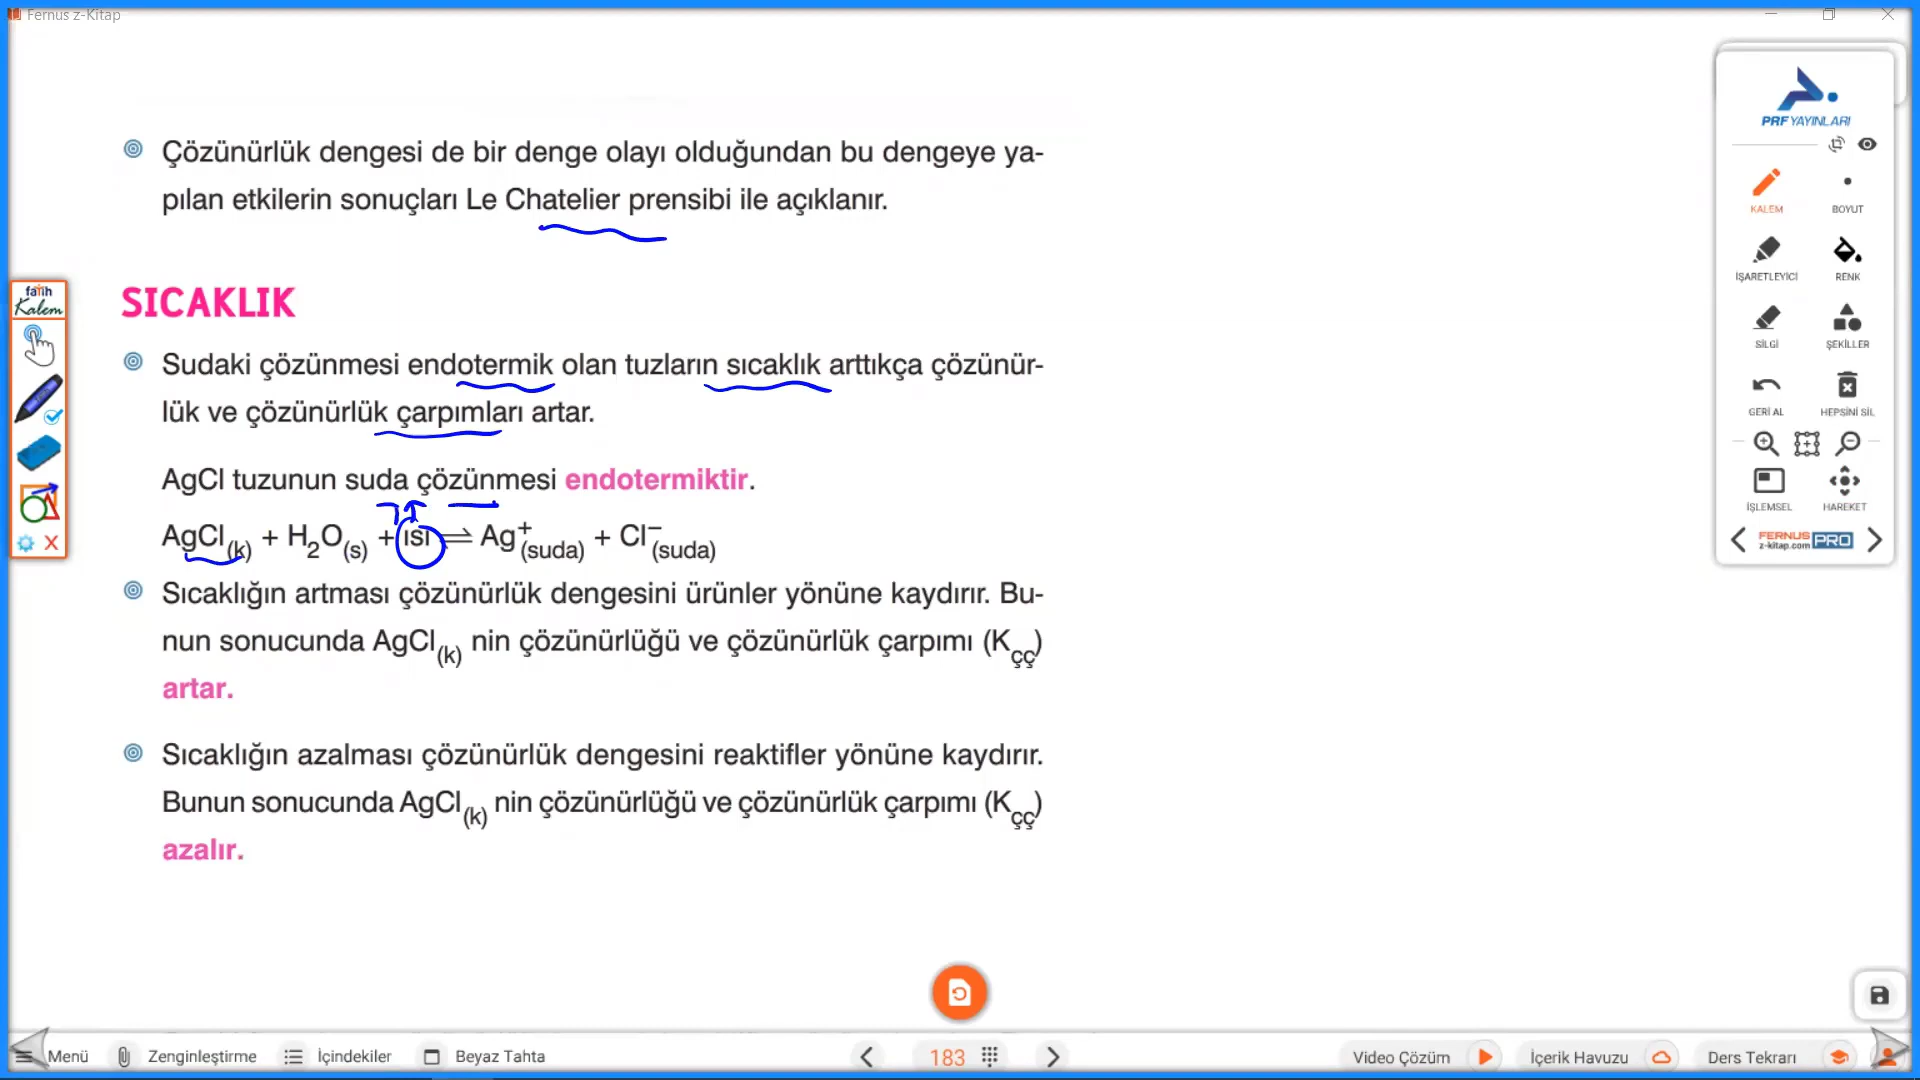 Fernus z-Kitap
Çözünürlük dengesi de bir denge olayı olduğundan bu dengeye ya-
pılan etkilerin sonuçları Le Chatelier prensibi ile açıklanır.
SICAKLIK
Sudaki çözünmesi endotermik olan tuzların sıcaklık arttıkça çözünür-
lük ve çözünürlük çarpımları artar.
AgCl tuzunun suda çözünmesi endotermiktir.
T↑
AgCl(k) + H2O(s) + ısı ⇌ Ag+(suda) + Cl−(suda)
Sıcaklığın artması çözünürlük dengesini ürünler yönüne kaydırır. Bu-
nun sonucunda AgCl(k) nin çözünürlüğü ve çözünürlük çarpımı (Kçç)
artar.
Sıcaklığın azalması çözünürlük dengesini reaktifler yönüne kaydırır.
Bunun sonucunda AgCl(k) nin çözünürlüğü ve çözünürlük çarpımı (Kçç)
azalır.
fatih
Kalem
PRF YAYINLARI
KALEM BOYUT
İŞARETLEYİCİ RENK
SİLGİ ŞEKİLLER
GERİ AL HEPSİNİ SİL
İŞLEMSEL HAREKET
FERNUS
z-kitap.com PRO
Menü Zenginleştirme İçindekiler Beyaz Tahta 183 Video Çözüm İçerik Havuzu Ders Tekrarı